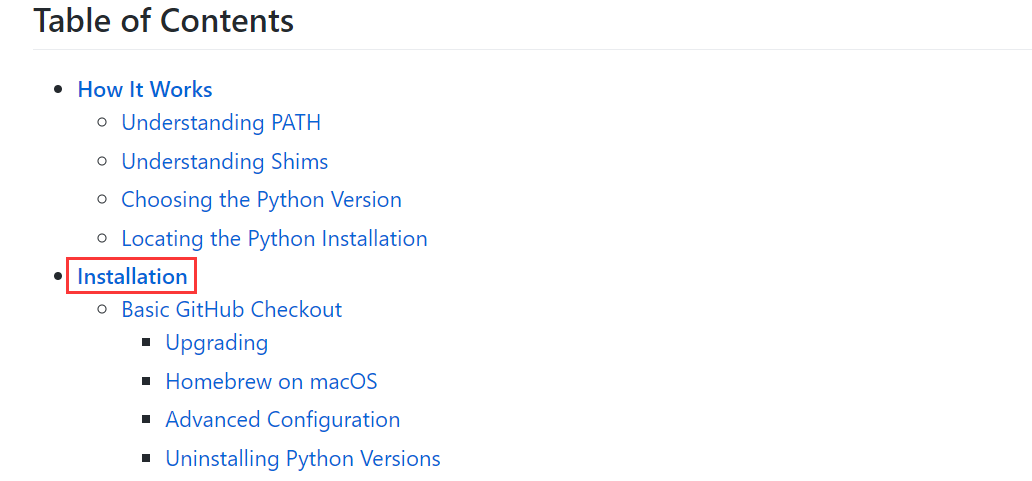 Table of Contents
How It Works
Understanding PATH
Understanding Shims
Choosing the Python Version
Locating the Python Installation
Installation
Basic GitHub Checkout
Upgrading
Homebrew on macOS
Advanced Configuration
Uninstalling Python Versions